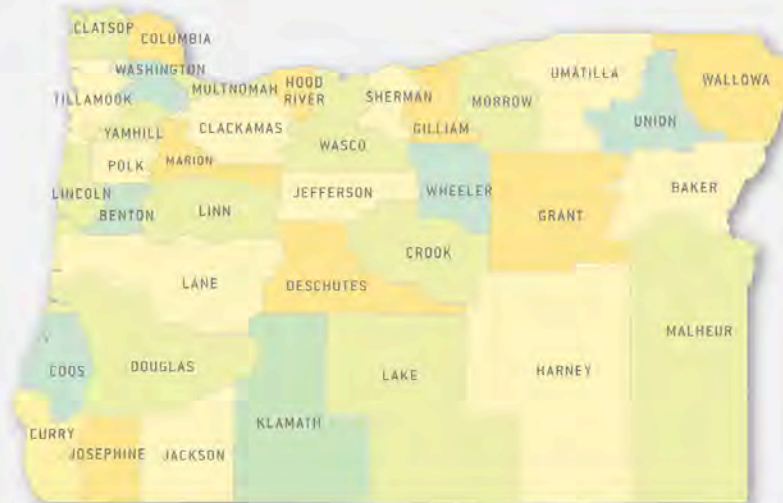 CLATSOP
COLUMBIA
WASHINGTON
TILLAMOOK
MULTNOMAH
HOOD
RIVER
SHERMAN
GILLIAM
MORROW
UMATILLA
UNION
WALLOWA
YAMHILL
CLACKAMAS
WASCO
POLK
MARION
LINCOLN
BENTON
LINN
JEFFERSON
WHEELER
GRANT
BAKER
CROOK
LANE
DESCHUTES
MALHEUR
COOS
DOUGLAS
LAKE
HARNEY
KLAMATH
CURRY
JOSEPHINE
JACKSON